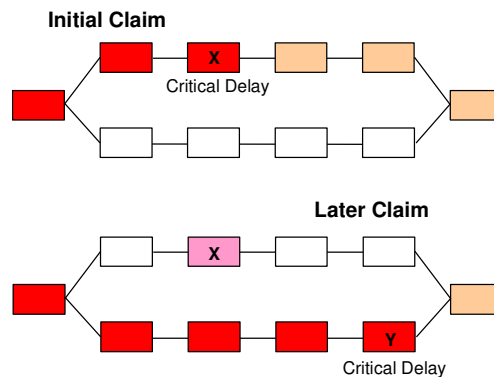 Initial Claim
X
Critical Delay
Later Claim
X
Y
Critical Delay